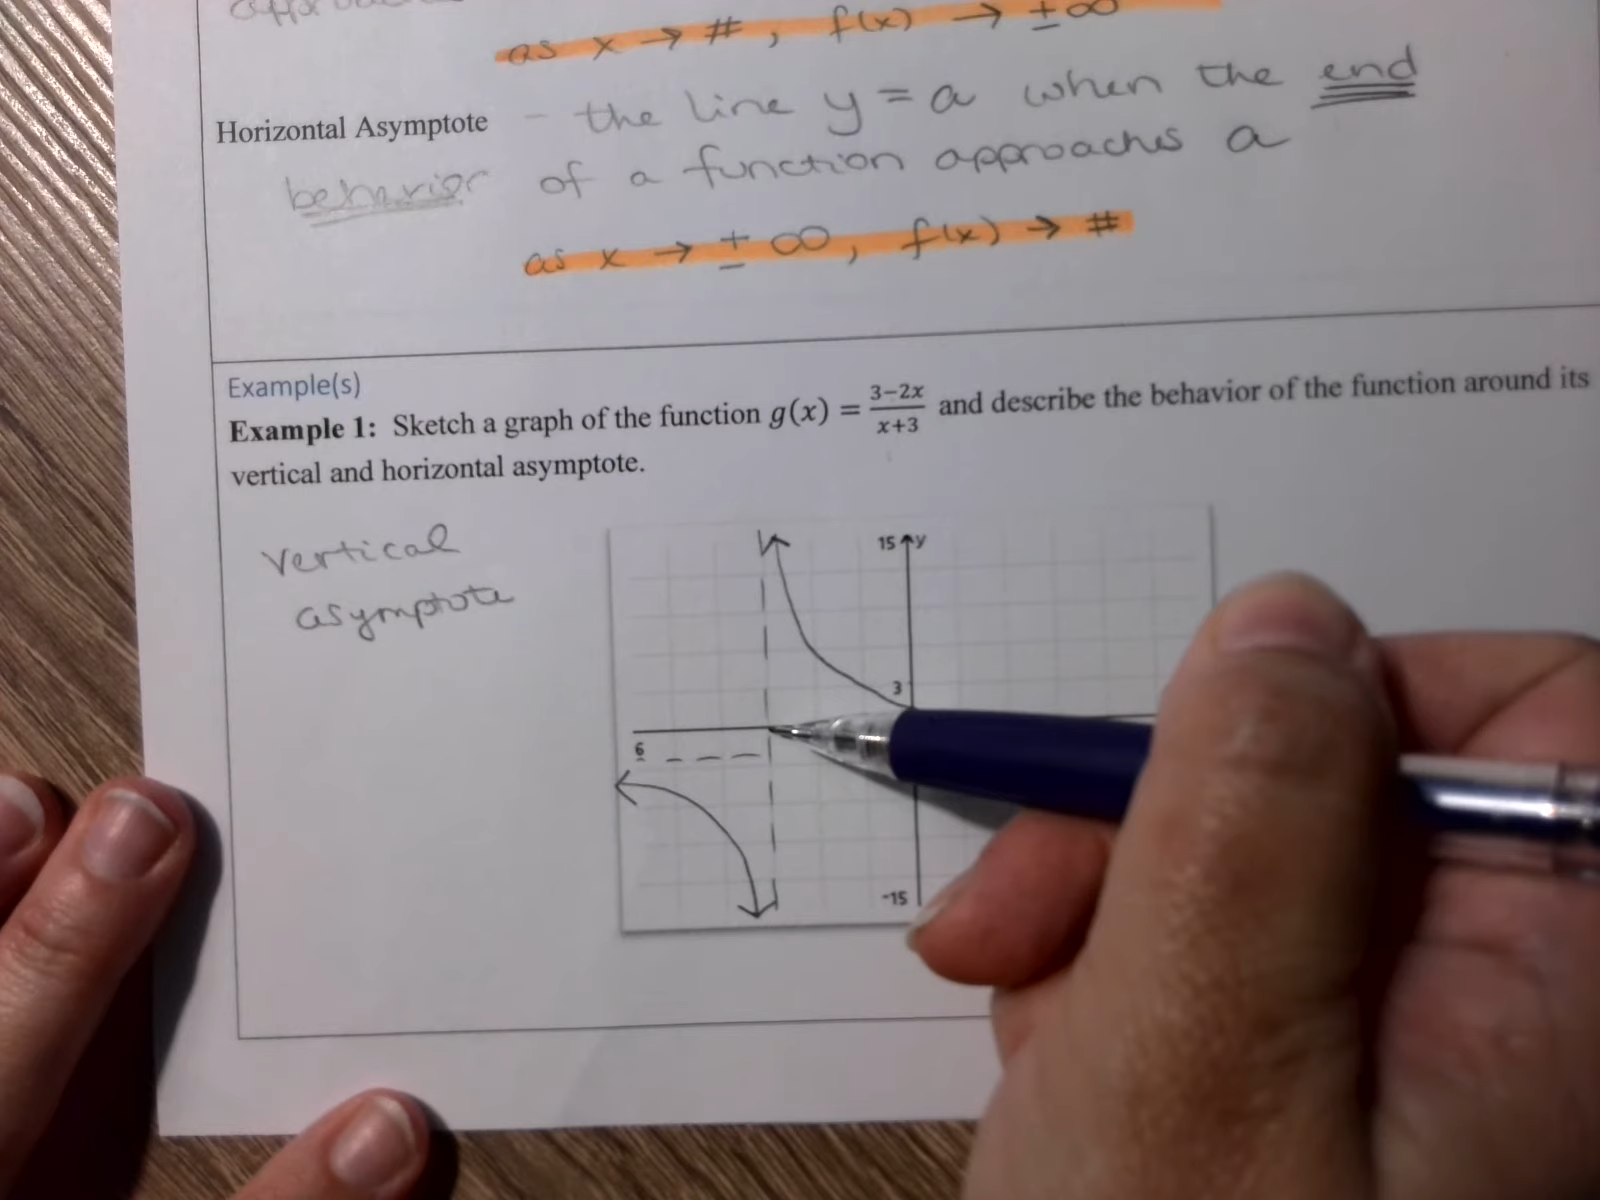 as x → #, f(x) → ±∞
Horizontal Asymptote - the line y = a when the end
behavior of a function approaches a
as x → ±∞, f(x) → #
Example(s)
Example 1: Sketch a graph of the function g(x) = 3−2x / x+3 and describe the behavior of the function around its
vertical and horizontal asymptote.
vertical
asymptote
15 y
3
6
-15